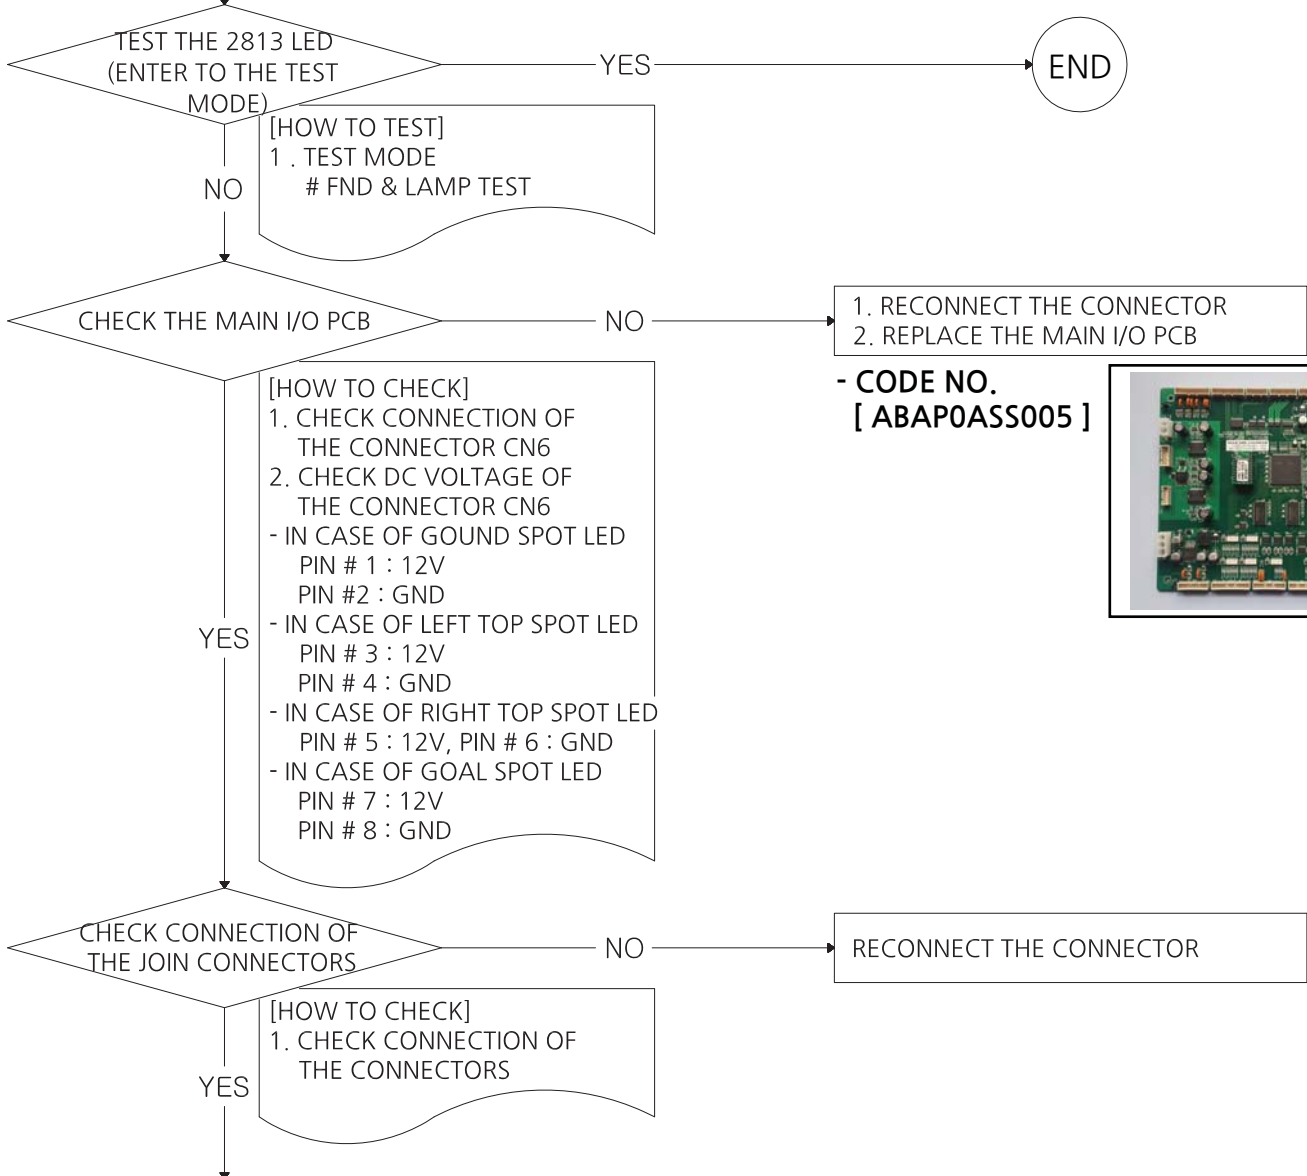 TEST THE 2813 LED
(ENTER TO THE TEST
MODE)
YES
END
[HOW TO TEST]
1 . TEST MODE
# FND & LAMP TEST
NO
CHECK THE MAIN I/O PCB
NO
1. RECONNECT THE CONNECTOR
2. REPLACE THE MAIN I/O PCB
- CODE NO.
[ ABAP0ASS005 ]
[HOW TO CHECK]
1. CHECK CONNECTION OF
THE CONNECTOR CN6
2. CHECK DC VOLTAGE OF
THE CONNECTOR CN6
- IN CASE OF GOUND SPOT LED
PIN # 1 : 12V
PIN #2 : GND
- IN CASE OF LEFT TOP SPOT LED
PIN # 3 : 12V
PIN # 4 : GND
- IN CASE OF RIGHT TOP SPOT LED
PIN # 5 : 12V, PIN # 6 : GND
- IN CASE OF GOAL SPOT LED
PIN # 7 : 12V
PIN # 8 : GND
YES
CHECK CONNECTION OF
THE JOIN CONNECTORS
NO
RECONNECT THE CONNECTOR
[HOW TO CHECK]
1. CHECK CONNECTION OF
THE CONNECTORS
YES